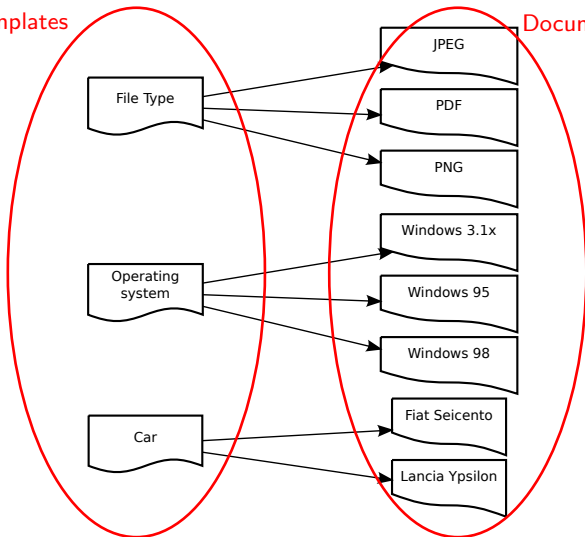 mplates
Docum
JPEG
File Type
PDF
PNG
Windows 3.1x
Operating
system
Windows 95
Windows 98
Fiat Seicento
Car
Lancia Ypsilon